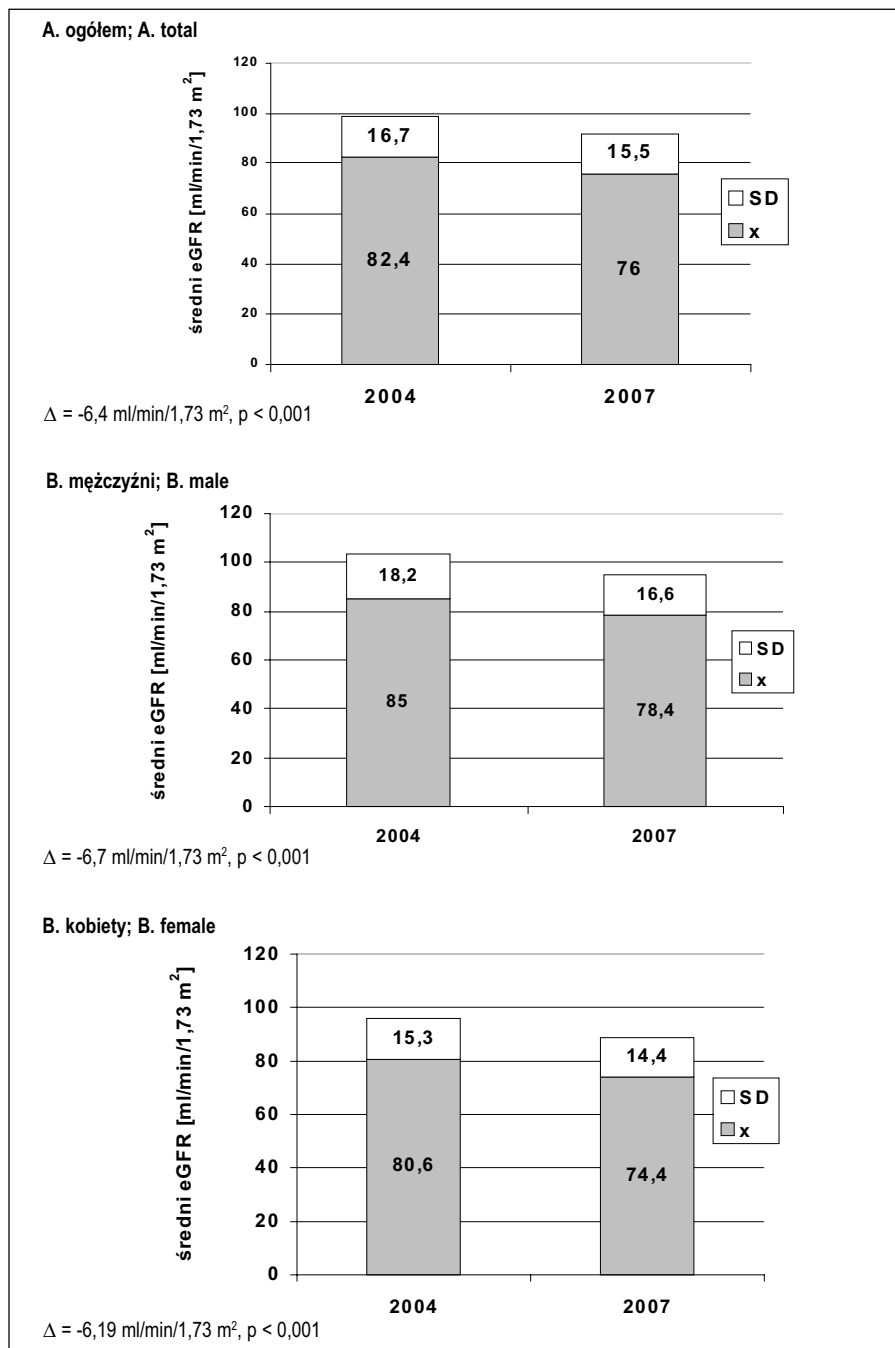 A. ogółem; A. total
średni eGFR [ml/min/1,73 m²]
120
100
80
60
40
20
0
16,7
82,4
15,5
76
SD
x
2004
2007
Δ = -6,4 ml/min/1,73 m², p < 0,001
B. mężczyźni; B. male
średni eGFR [ml/min/1,73 m²]
120
100
80
60
40
20
0
18,2
85
16,6
78,4
SD
x
2004
2007
Δ = -6,7 ml/min/1,73 m², p < 0,001
B. kobiety; B. female
średni eGFR [ml/min/1,73 m²]
120
100
80
60
40
20
0
15,3
80,6
14,4
74,4
SD
x
2004
2007
Δ = -6,19 ml/min/1,73 m², p < 0,001